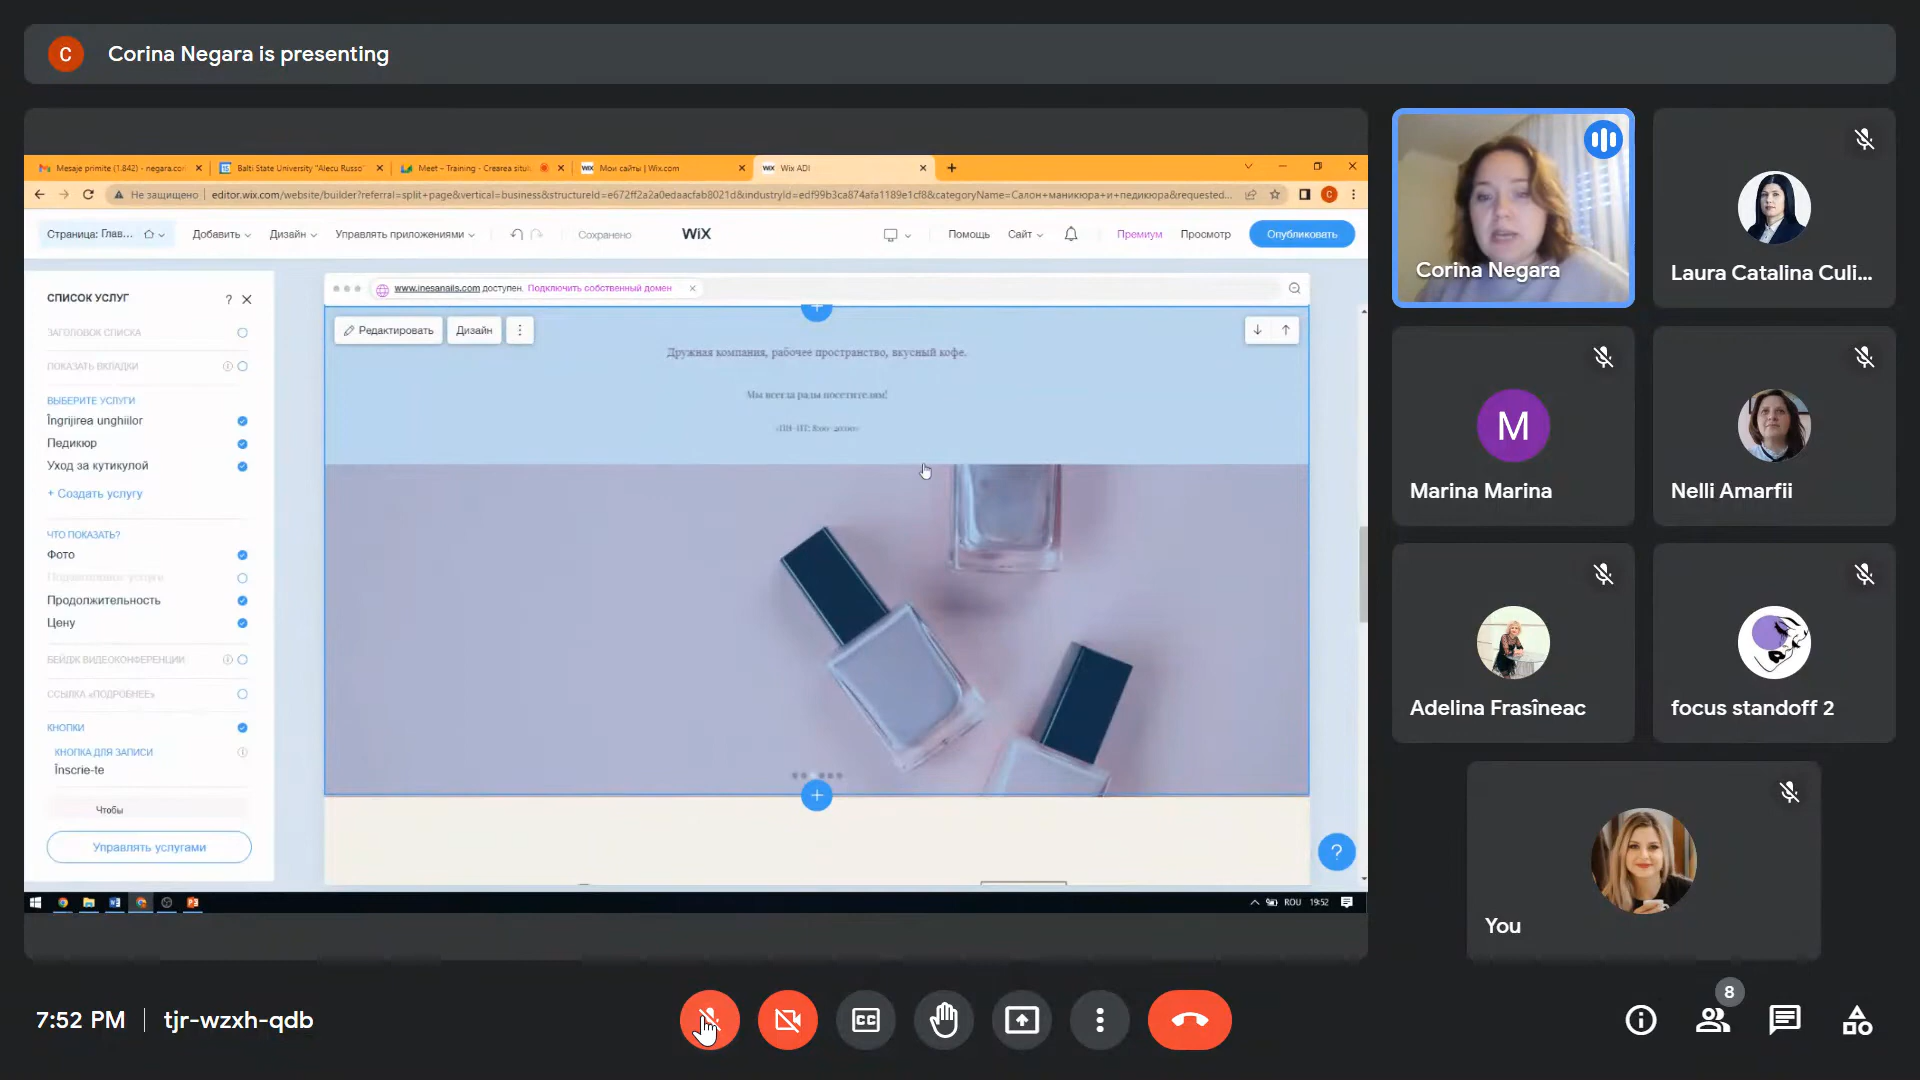 C
Corina Negara is presenting
Mesaje primite (1.842) - negara.cor
Balti State University "Alecu Russo"
Meet – Training - Crearea situl
Мои сайты | Wix.com
Wix ADI
Не защищено
editor.wix.com/website/builder?referral=split+page&vertical=business&structureId=e672ff2a2a0edaacfab8021d&industryId=edf99b3ca874afa1189e1cf8&categoryName=Салон+маникюра+и+педикюра&requested...
Страница: Глав...
Добавить
Дизайн
Управлять приложениями
Сохранено
WiX
Помощь
Сайт
Премиум
Просмотр
Опубликовать
СПИСОК УСЛУГ
?
ЗАГОЛОВОК СПИСКА
ПОКАЗАТЬ ВКЛАДКИ
ВЫБЕРИТЕ УСЛУГИ
Îngrijirea unghiilor
Педикюр
Уход за кутикулой
+ Создать услугу
ЧТО ПОКАЗАТЬ?
Фото
Продолжительность
Цену
БЕЙДЖ ВИДЕОКОНФЕРЕНЦИИ
ССЫЛКА «ПОДРОБНЕЕ»
КНОПКИ
КНОПКА ДЛЯ ЗАПИСИ
Înscrie-te
Чтобы
Управлять услугами
www.inesanails.com доступен. Подключить собственный домен
Редактировать
Дизайн
Дружная компания, рабочее пространство, вкусный кофе.
Мы всегда рады посетителям!
?
ROU
19:52
Corina Negara
Laura Catalina Culi...
M
Marina Marina
Nelli Amarfii
Adelina Frasîneac
focus standoff 2
You
7:52 PM
tjr-wzxh-qdb
CC
8